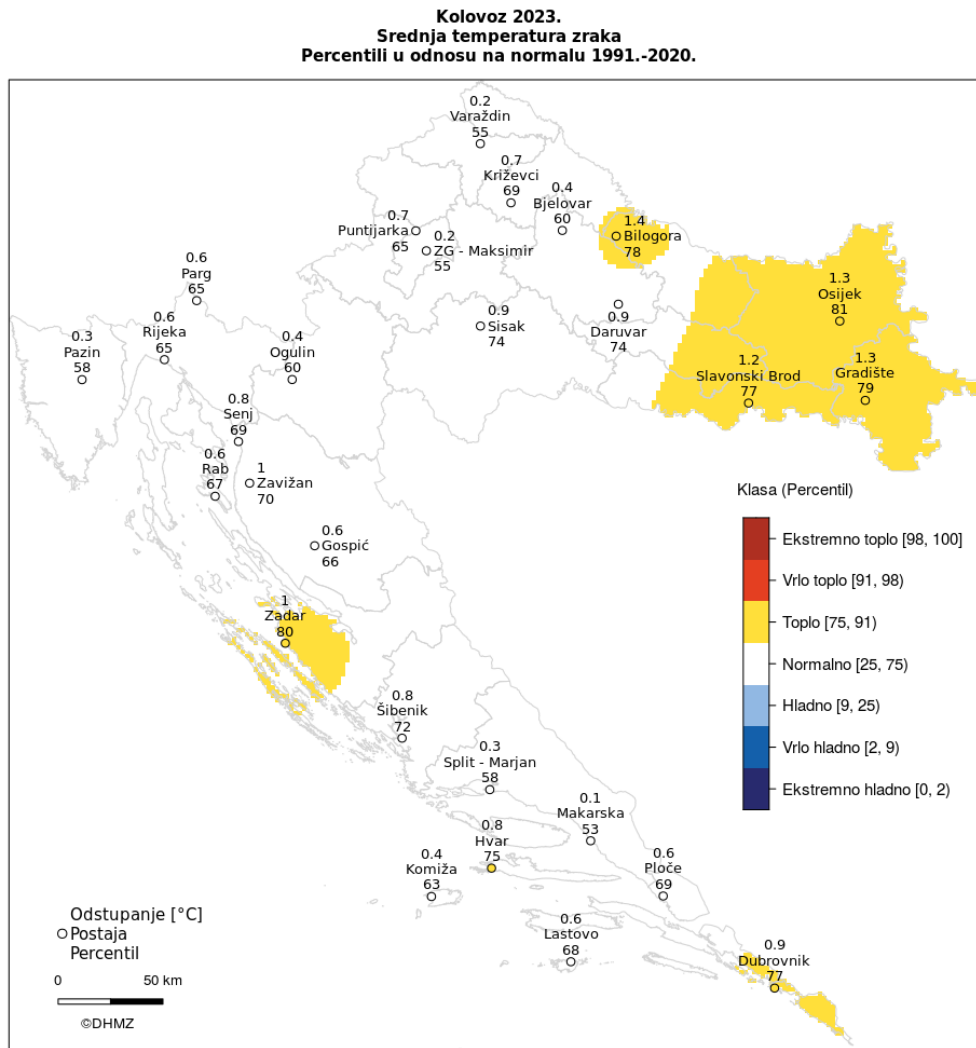 Kolovoz 2023.
Srednja temperatura zraka
Percentili u odnosu na normalu 1991.-2020.
0.2
Varaždin
55
0.7
Križevci
69
0.4
Bjelovar
60
1.4
Bilogora
78
0.7
Puntijarka
65
0.2
ZG - Maksimir
55
0.6
Parg
65
1.3
Osijek
81
0.6
Rijeka
65
0.9
Sisak
74
0.9
Daruvar
74
0.3
Pazin
58
0.4
Ogulin
60
1.2
Slavonski Brod
77
1.3
Gradište
79
0.8
Senj
69
0.6
Rab
67
1
Zavižan
70
0.6
Gospić
66
1
Zadar
80
0.8
Šibenik
72
0.3
Split - Marjan
58
0.1
Makarska
53
0.8
Hvar
75
0.4
Komiža
63
0.6
Ploče
69
0.6
Lastovo
68
0.9
Dubrovnik
77
Klasa (Percentil)
Ekstremno toplo [98, 100]
Vrlo toplo [91, 98)
Toplo [75, 91)
Normalno [25, 75)
Hladno [9, 25)
Vrlo hladno [2, 9)
Ekstremno hladno [0, 2)
Odstupanje [°C]
Postaja
Percentil
0 50 km
©DHMZ